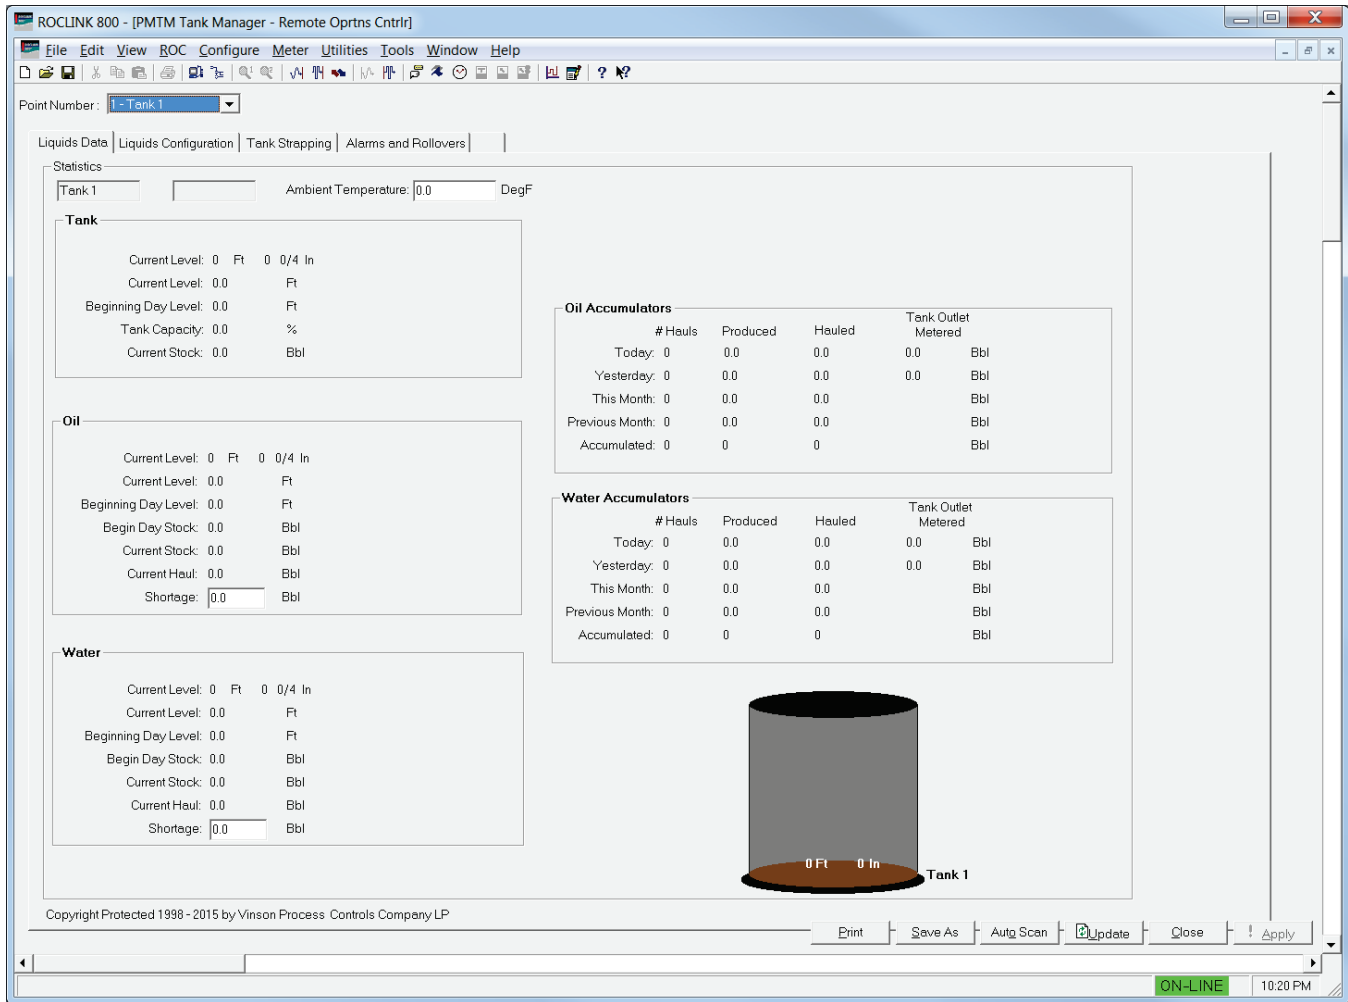 ROCLINK 800 - [PMTM Tank Manager - Remote Oprtns Cntrlr]
File Edit View ROC Configure Meter Utilities Tools Window Help
Point Number: 1 - Tank 1
Liquids Data Liquids Configuration Tank Strapping Alarms and Rollovers
Statistics
Tank 1 Ambient Temperature: 0.0 DegF
Tank
Current Level: 0 Ft 0 0/4 In
Current Level: 0.0 Ft
Beginning Day Level: 0.0 Ft
Tank Capacity: 0.0 %
Current Stock: 0.0 Bbl
Oil
Current Level: 0 Ft 0 0/4 In
Current Level: 0.0 Ft
Beginning Day Level: 0.0 Ft
Begin Day Stock: 0.0 Bbl
Current Stock: 0.0 Bbl
Current Haul: 0.0 Bbl
Shortage: 0.0 Bbl
Water
Current Level: 0 Ft 0 0/4 In
Current Level: 0.0 Ft
Beginning Day Level: 0.0 Ft
Begin Day Stock: 0.0 Bbl
Current Stock: 0.0 Bbl
Current Haul: 0.0 Bbl
Shortage: 0.0 Bbl
Oil Accumulators
Tank Outlet
# Hauls Produced Hauled Metered
Today: 0 0.0 0.0 0.0 Bbl
Yesterday: 0 0.0 0.0 0.0 Bbl
This Month: 0 0.0 0.0 Bbl
Previous Month: 0 0.0 0.0 Bbl
Accumulated: 0 0 0 Bbl
Water Accumulators
Tank Outlet
# Hauls Produced Hauled Metered
Today: 0 0.0 0.0 0.0 Bbl
Yesterday: 0 0.0 0.0 0.0 Bbl
This Month: 0 0.0 0.0 Bbl
Previous Month: 0 0.0 0.0 Bbl
Accumulated: 0 0 0 Bbl
0 Ft 0 In
Tank 1
Copyright Protected 1998 - 2015 by Vinson Process Controls Company LP
Print Save As Auto Scan Update Close ! Apply
ON-LINE 10:20 PM